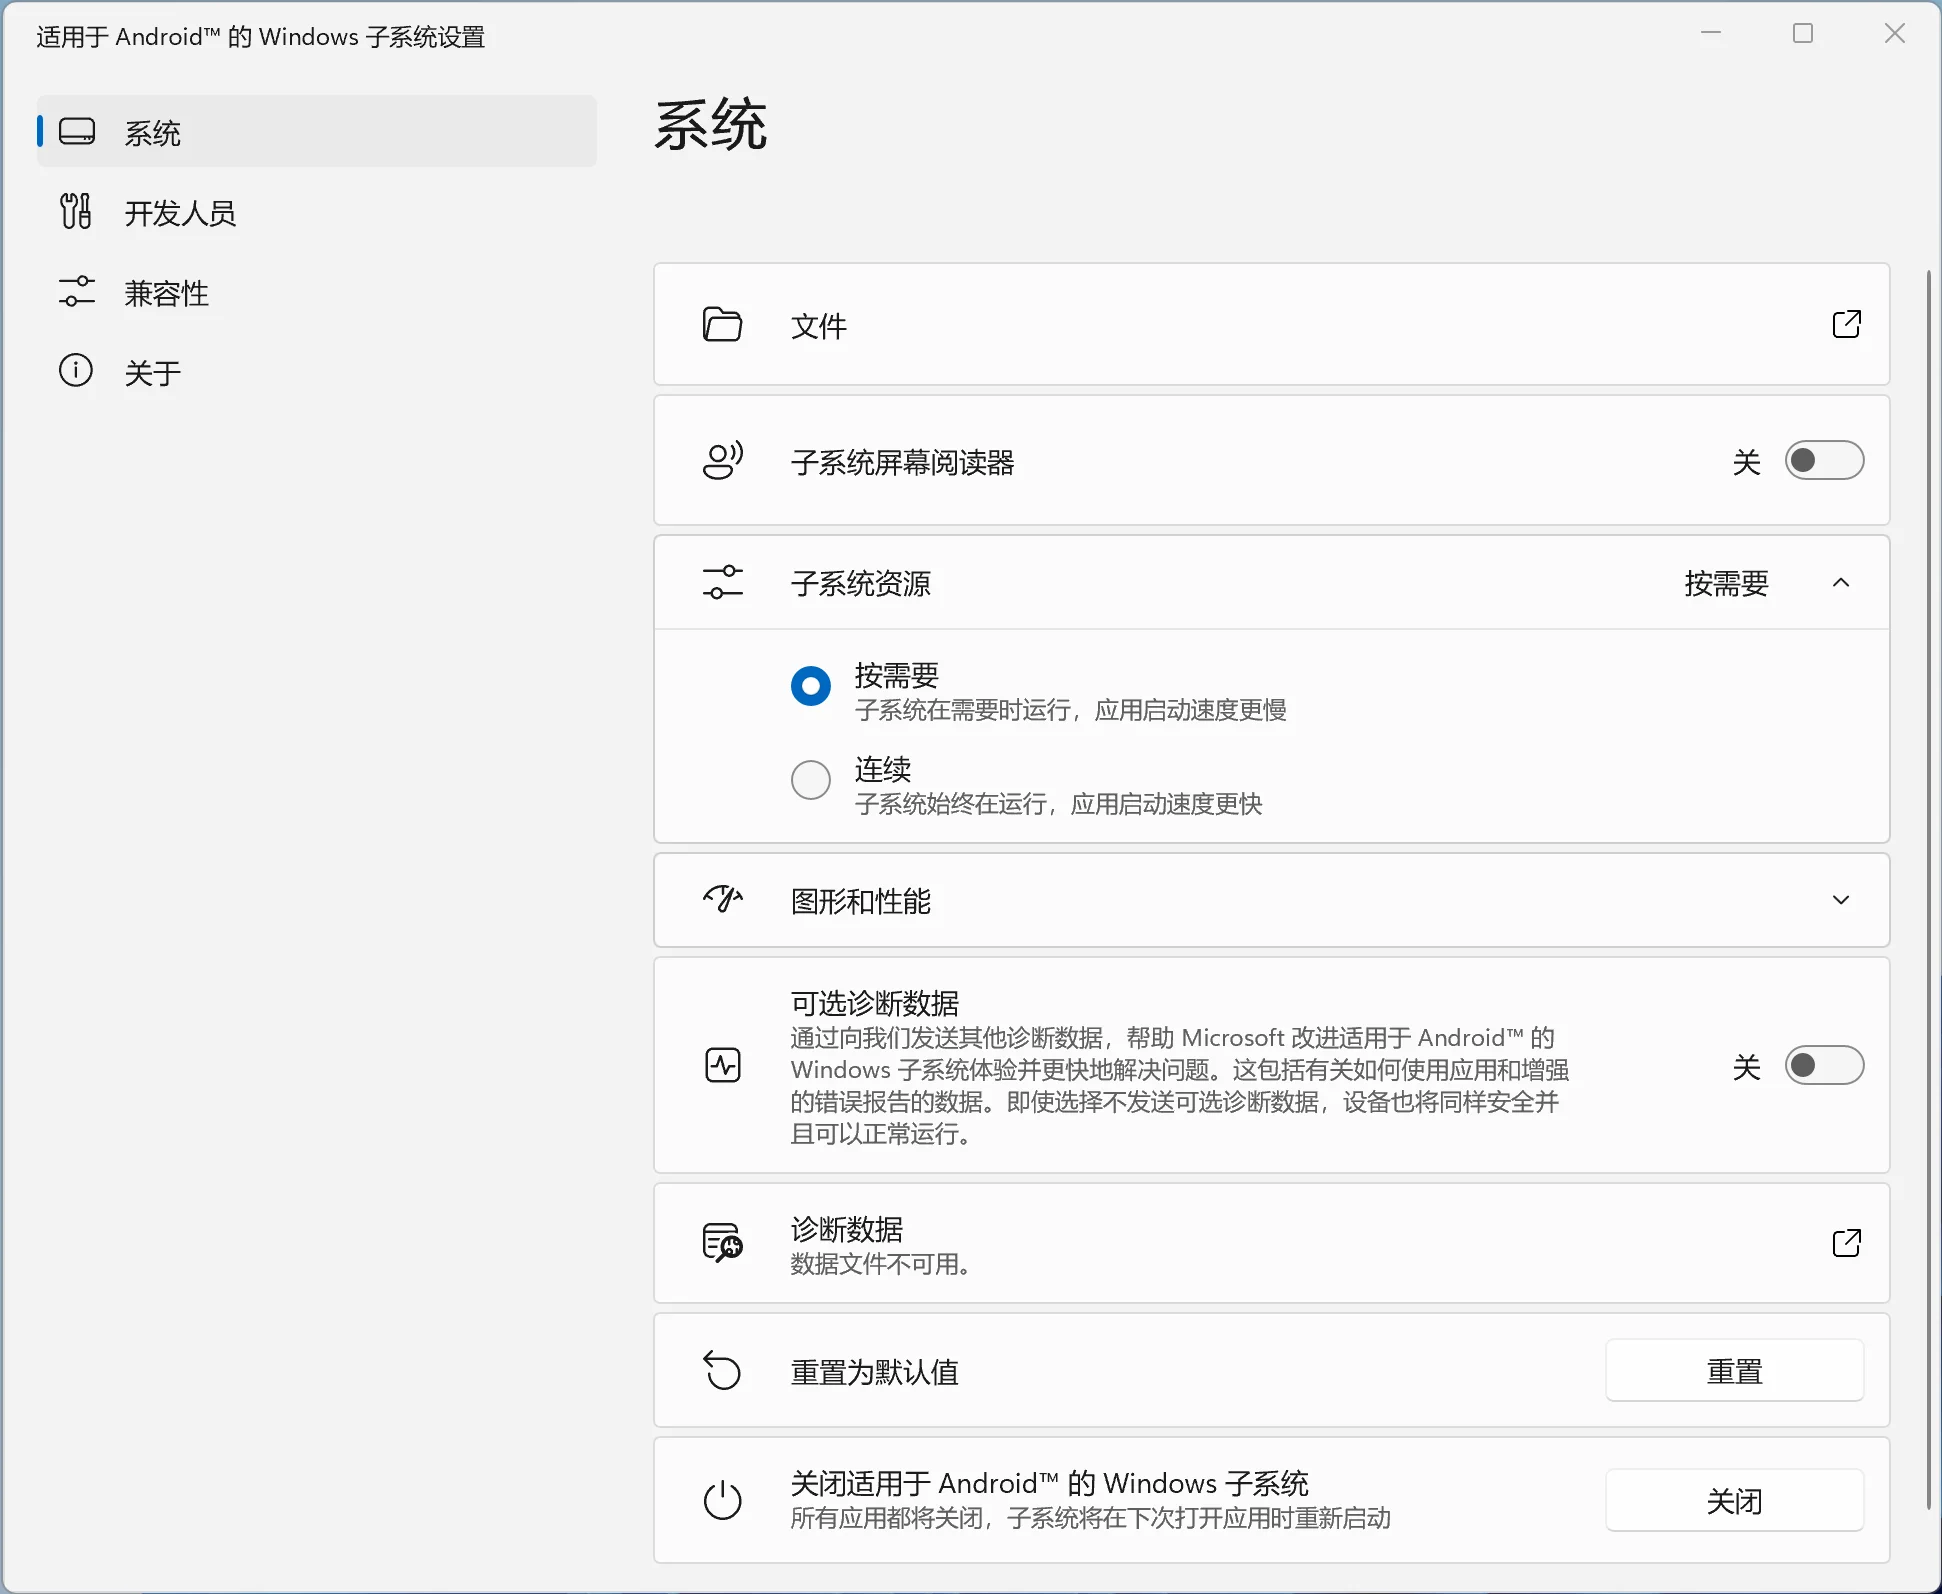 适用于 Android™ 的 Windows 子系统设置
系统
开发人员
兼容性
关于
系统
文件
子系统屏幕阅读器
关
子系统资源
按需要
按需要
子系统在需要时运行，应用启动速度更慢
连续
子系统始终在运行，应用启动速度更快
图形和性能
可选诊断数据
通过向我们发送其他诊断数据，帮助 Microsoft 改进适用于 Android™ 的
Windows 子系统体验并更快地解决问题。这包括有关如何使用应用和增强
的错误报告的数据。即使选择不发送可选诊断数据，设备也将同样安全并
且可以正常运行。
关
诊断数据
数据文件不可用。
重置为默认值
重置
关闭适用于 Android™ 的 Windows 子系统
所有应用都将关闭，子系统将在下次打开应用时重新启动
关闭